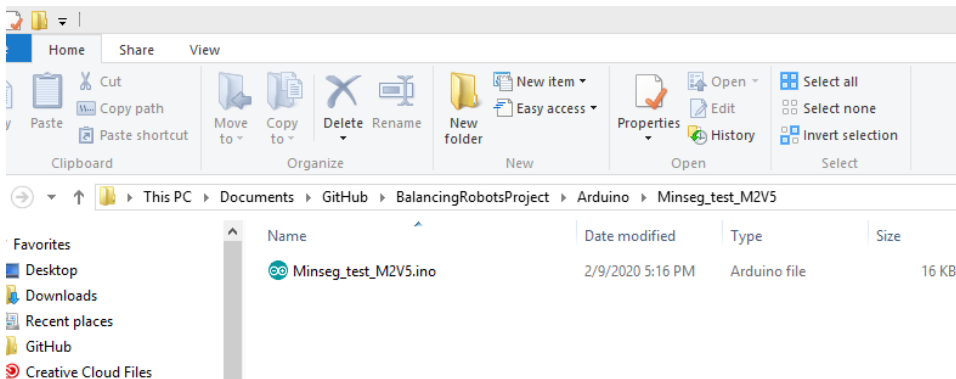 Home Share View
Cut
Copy path
Paste shortcut
Paste
Clipboard
Move to
Copy to
Delete
Rename
Organize
New folder
New item
Easy access
New
Properties
Open
Edit
History
Open
Select all
Select none
Invert selection
Select
This PC Documents GitHub BalancingRobotsProject Arduino Minseg_test_M2V5
Name Date modified Type Size
Minseg_test_M2V5.ino 2/9/2020 5:16 PM Arduino file 16 KB
Favorites
Desktop
Downloads
Recent places
GitHub
Creative Cloud Files